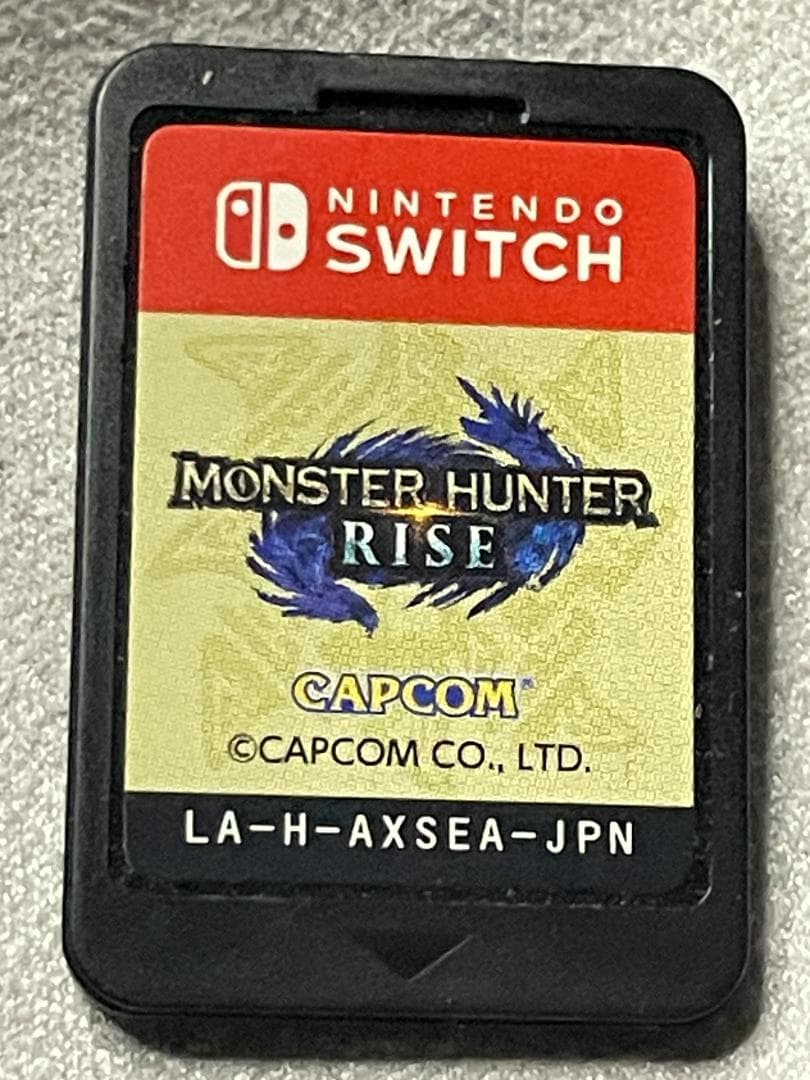 NINTENDO
SWITCH
MONSTER HUNTER
RISE
CAPCOM®
©CAPCOM CO., LTD.
LA-H-AXSEA-JPN